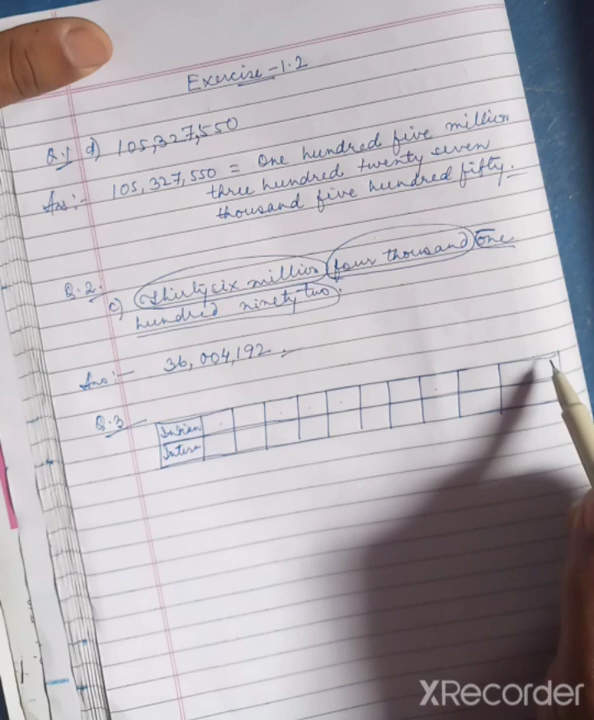 Exercise-1.2
Q.1 d) 105,327,550
Ans:- 105,327,550 = One hundred five million
three hundred twenty seven
thousand five hundred fifty.
Q.2.
c) Thirty six million four thousand One
hundred ninety two.
Ans:- 36,004,192.
Q.3
Indian
Intern
XRecorder